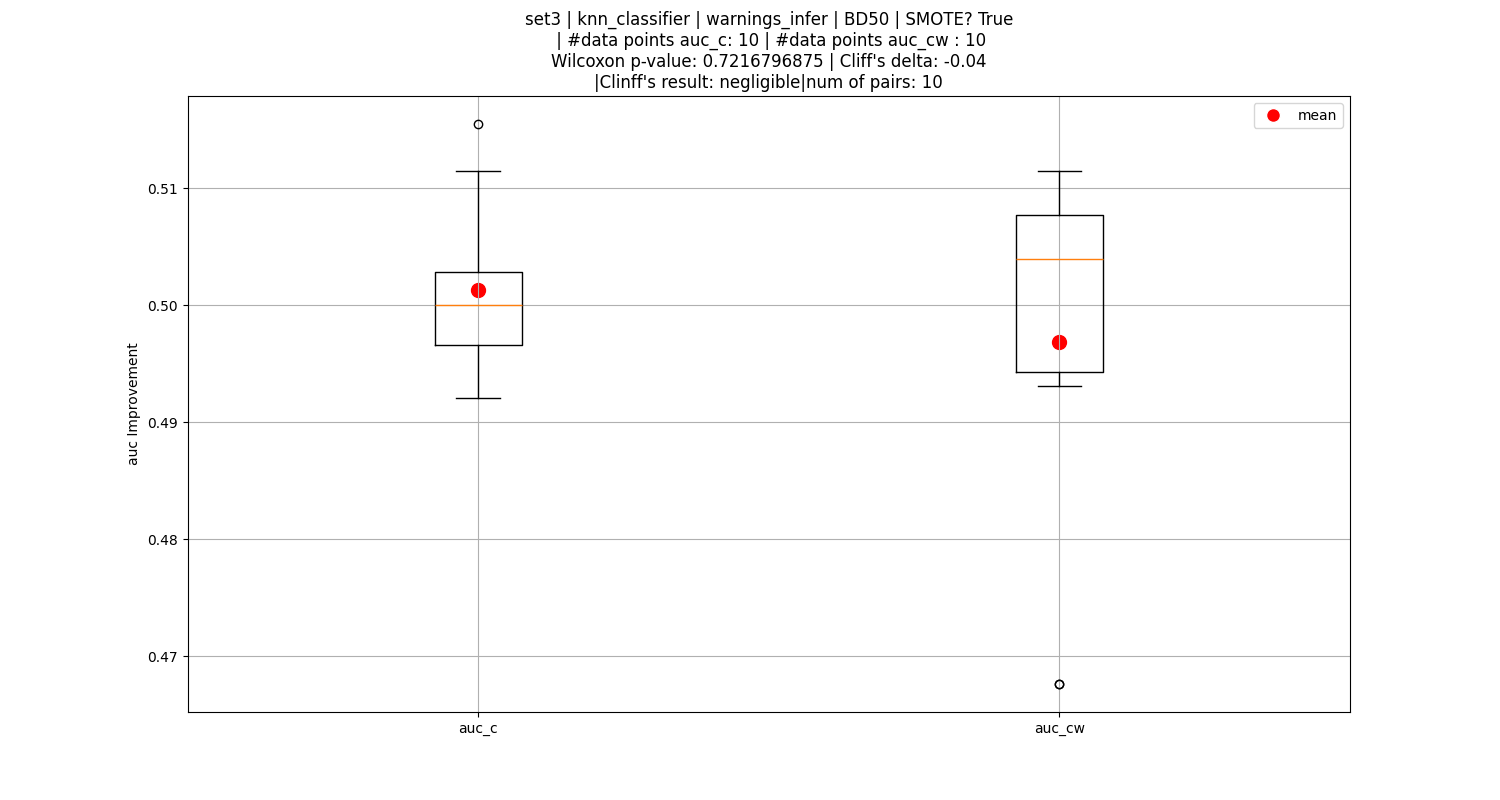 set3 | knn_classifier | warnings_infer | BD50 | SMOTE? True
| #data points auc_c: 10 | #data points auc_cw : 10
Wilcoxon p-value: 0.7216796875 | Cliff's delta: -0.04
|Clinff's result: negligible|num of pairs: 10
mean
0.51
0.50
0.49
0.48
0.47
auc Improvement
auc_c
auc_cw